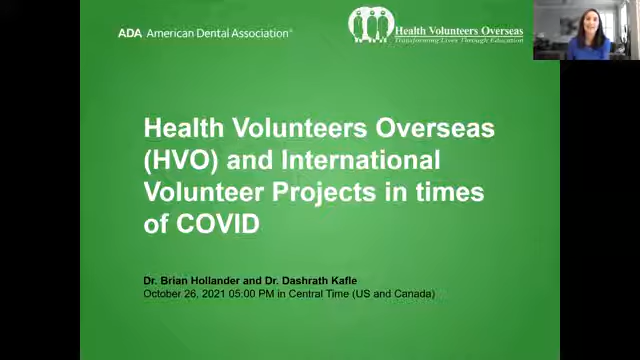 ADA American Dental Association®
Health Volunteers Overseas
Transforming Lives Through Education
Health Volunteers Overseas
(HVO) and International
Volunteer Projects in times
of COVID
Dr. Brian Hollander and Dr. Dashrath Kafle
October 26, 2021 05:00 PM in Central Time (US and Canada)